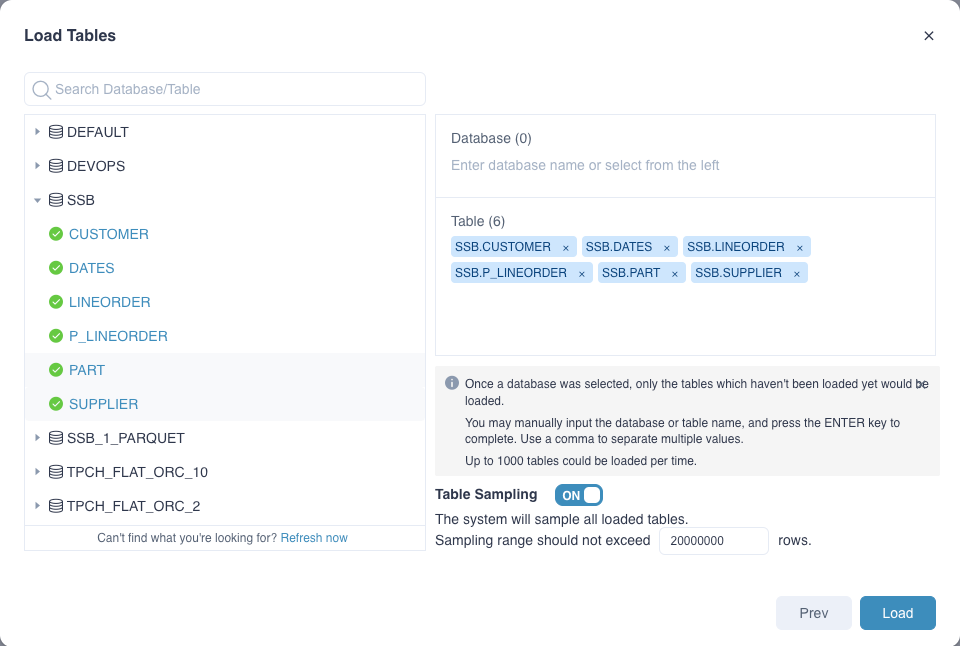 Load Tables
Search Database/Table
DEFAULT
DEVOPS
SSB
CUSTOMER
DATES
LINEORDER
P_LINEORDER
PART
SUPPLIER
SSB_1_PARQUET
TPCH_FLAT_ORC_10
TPCH_FLAT_ORC_2
Can't find what you're looking for? Refresh now
Database (0)
Enter database name or select from the left
Table (6)
SSB.CUSTOMER × SSB.DATES × SSB.LINEORDER ×
SSB.P_LINEORDER × SSB.PART × SSB.SUPPLIER ×
Once a database was selected, only the tables which haven't been loaded yet would be
loaded.
You may manually input the database or table name, and press the ENTER key to
complete. Use a comma to separate multiple values.
Up to 1000 tables could be loaded per time.
Table Sampling ON
The system will sample all loaded tables.
Sampling range should not exceed 20000000 rows.
Prev Load